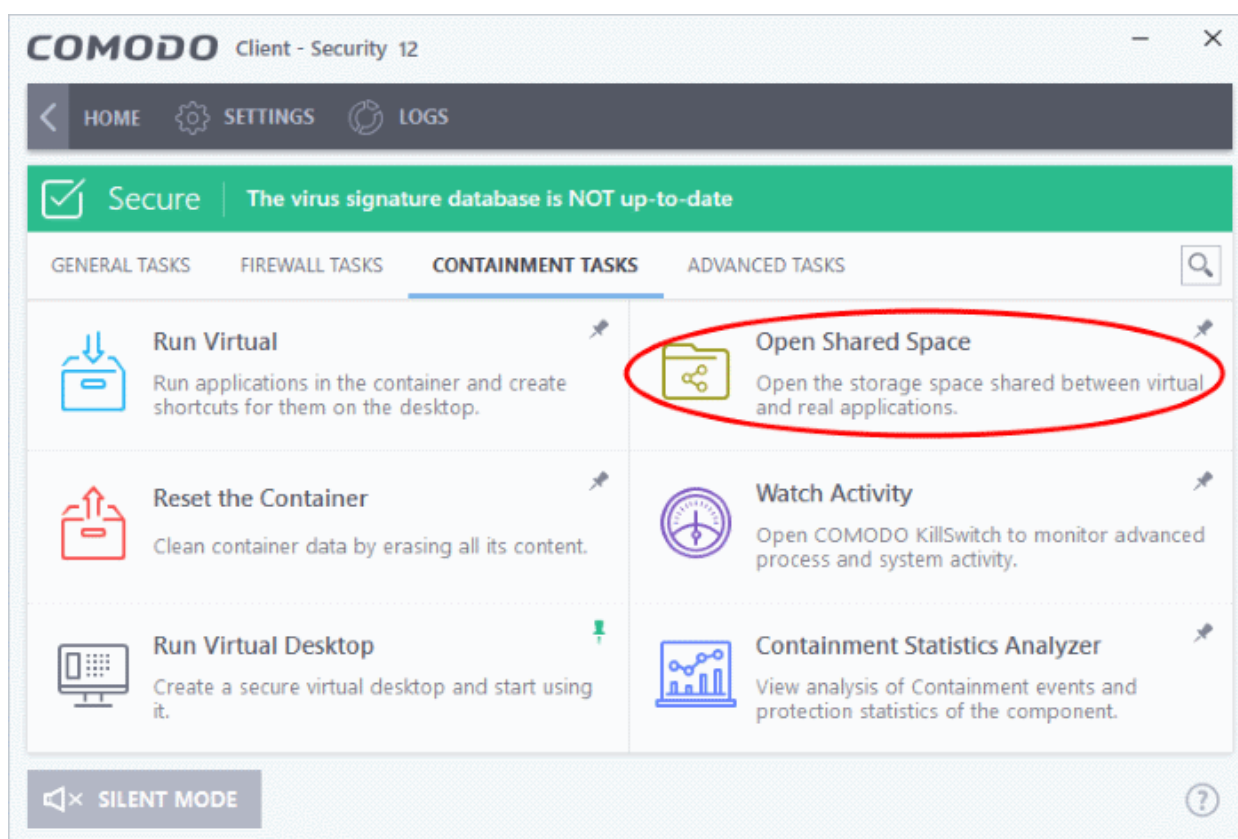 COMODO Client - Security 12
HOME SETTINGS LOGS
Secure The virus signature database is NOT up-to-date
GENERAL TASKS FIREWALL TASKS CONTAINMENT TASKS ADVANCED TASKS
Run Virtual
Run applications in the container and create
shortcuts for them on the desktop.
Open Shared Space
Open the storage space shared between virtual
and real applications.
Reset the Container
Clean container data by erasing all its content.
Watch Activity
Open COMODO KillSwitch to monitor advanced
process and system activity.
Run Virtual Desktop
Create a secure virtual desktop and start using
it.
Containment Statistics Analyzer
View analysis of Containment events and
protection statistics of the component.
SILENT MODE
?